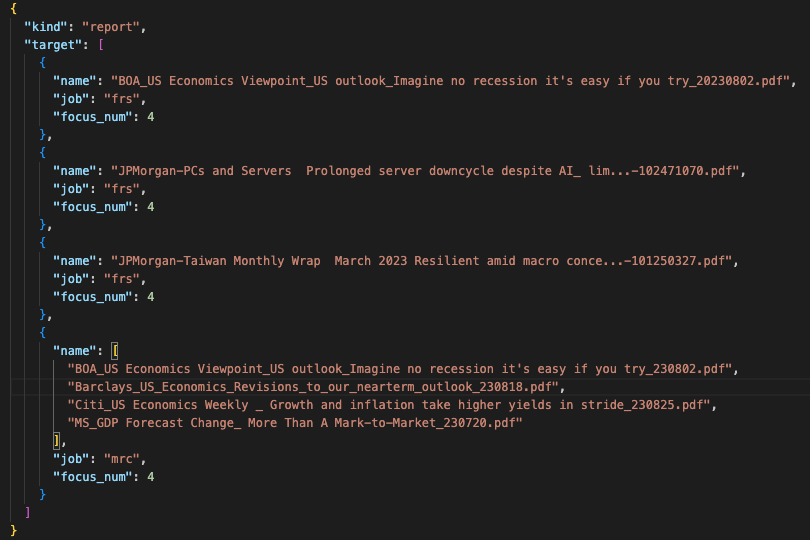 {
"kind": "report",
"target": [
{
"name": "BOA_US Economics Viewpoint_US outlook_Imagine no recession it's easy if you try_20230802.pdf",
"job": "frs",
"focus_num": 4
},
{
"name": "JPMorgan-PCs and Servers  Prolonged server downcycle despite AI_ lim...-102471070.pdf",
"job": "frs",
"focus_num": 4
},
{
"name": "JPMorgan-Taiwan Monthly Wrap  March 2023 Resilient amid macro conce...-101250327.pdf",
"job": "frs",
"focus_num": 4
},
{
"name": [
"BOA_US Economics Viewpoint_US outlook_Imagine no recession it's easy if you try_230802.pdf",
"Barclays_US_Economics_Revisions_to_our_nearterm_outlook_230818.pdf",
"Citi_US Economics Weekly _ Growth and inflation take higher yields in stride_230825.pdf",
"MS_GDP Forecast Change_ More Than A Mark-to-Market_230720.pdf"
],
"job": "mrc",
"focus_num": 4
}
]
}